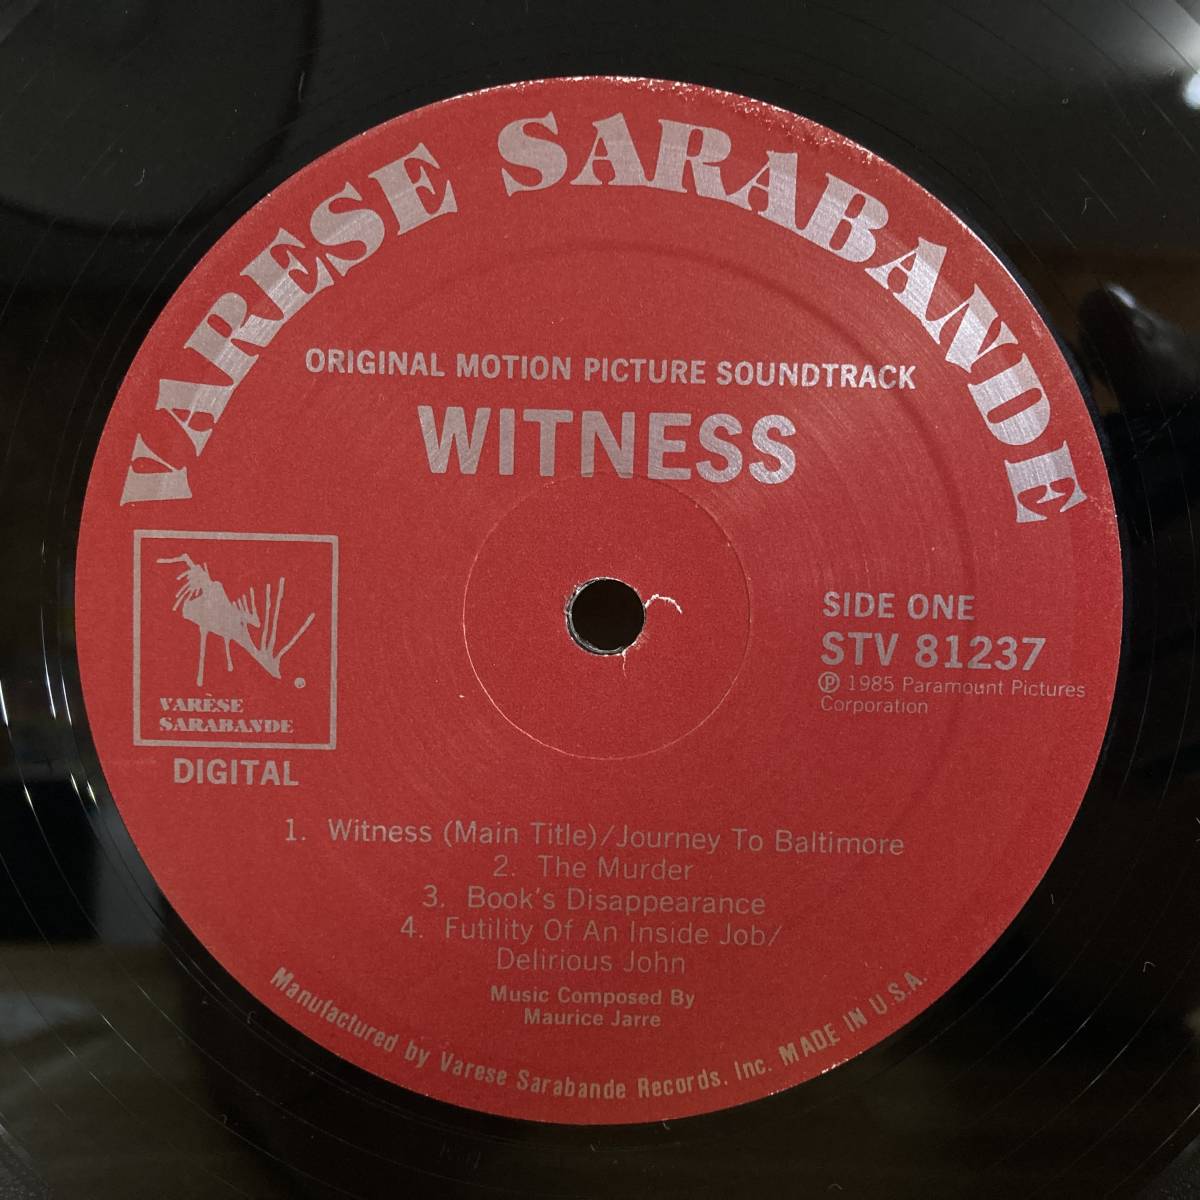 VARESE SARABANDE
ORIGINAL MOTION PICTURE SOUNDTRACK
WITNESS
VARÈSE
SARABANDE
®
DIGITAL
SIDE ONE
STV 81237
℗ 1985 Paramount Pictures
Corporation
1. Witness (Main Title)/Journey To Baltimore
2. The Murder
3. Book's Disappearance
4. Futility Of An Inside Job/
Delirious John
Music Composed By
Maurice Jarre
Manufactured by Varese Sarabande Records, Inc. MADE IN U.S.A.